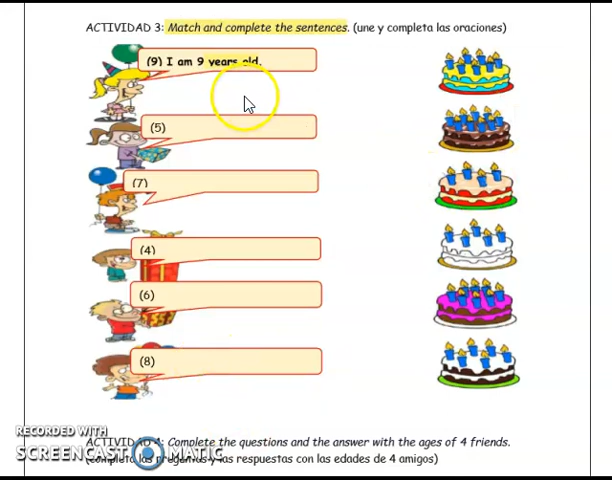 ACTIVIDAD 3: Match and complete the sentences. (une y completa las oraciones)
(9) I am 9 years old.
(5)
(7)
(4)
(6)
(8)
RECORDED WITH
SCREENCAST MATIC
ACTIVIDAD 4: Complete the questions and the answer with the ages of 4 friends.
(completa las preguntas y las respuestas con las edades de 4 amigos)